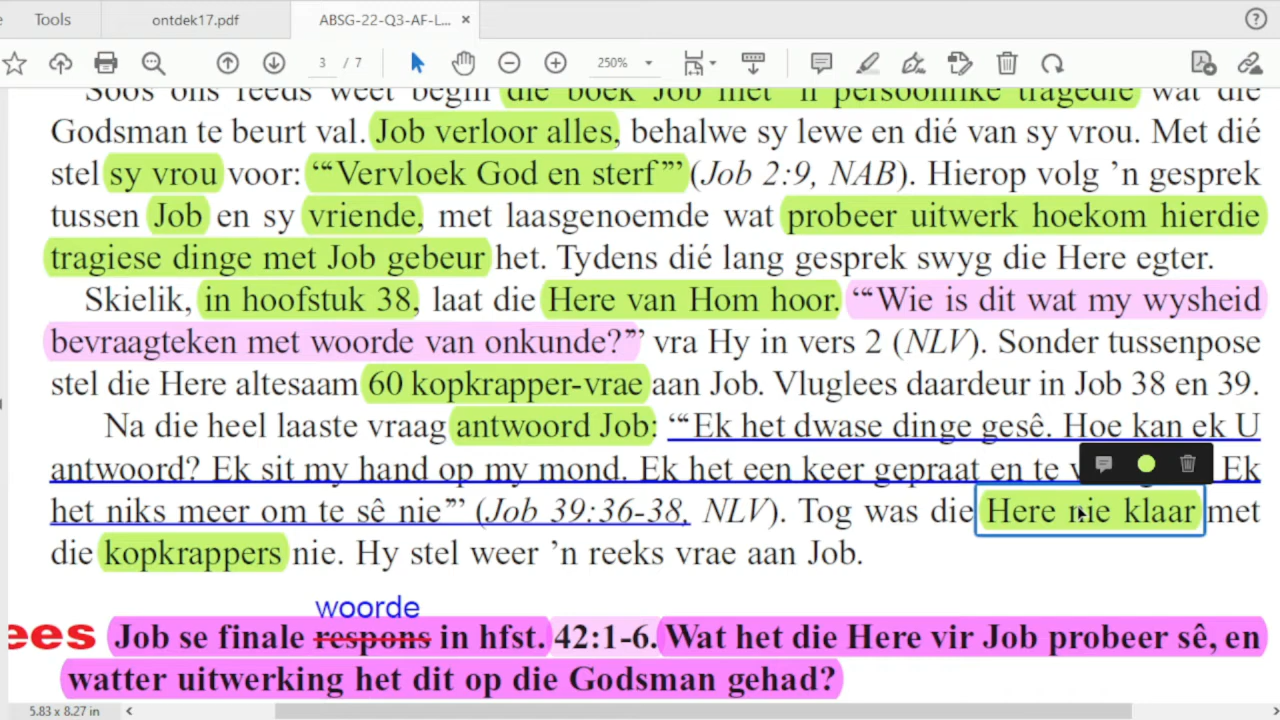 Tools
ontdek17.pdf
ABSG-22-Q3-AF-L... ×
3 / 7
250%
Soos ons reeds weet begin die boek Job met 'n persoonlike tragedie wat die
Godsman te beurt val. Job verloor alles, behalwe sy lewe en dié van sy vrou. Met dié
stel sy vrou voor: “‘Vervloek God en sterf’” (Job 2:9, NAB). Hierop volg ’n gesprek
tussen Job en sy vriende, met laasgenoemde wat probeer uitwerk hoekom hierdie
tragiese dinge met Job gebeur het. Tydens dié lang gesprek swyg die Here egter.
Skielik, in hoofstuk 38, laat die Here van Hom hoor. “‘Wie is dit wat my wysheid
bevraagteken met woorde van onkunde?’” vra Hy in vers 2 (NLV). Sonder tussenpose
stel die Here altesaam 60 kopkrapper-vrae aan Job. Vluglees daardeur in Job 38 en 39.
Na die heel laaste vraag antwoord Job: “‘Ek het dwase dinge gesê. Hoe kan ek U
antwoord? Ek sit my hand op my mond. Ek het een keer gepraat en te Ek
het niks meer om te sê nie’” (Job 39:36-38, NLV). Tog was die Here nie klaar met
die kopkrappers nie. Hy stel weer ’n reeks vrae aan Job.
woorde
ees Job se finale respons in hfst. 42:1-6. Wat het die Here vir Job probeer sê, en
watter uitwerking het dit op die Godsman gehad?
5.83 x 8.27 in